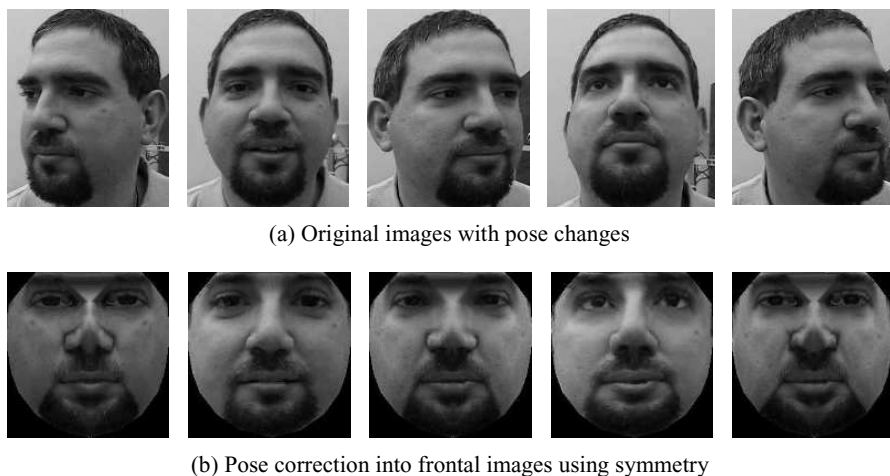 (a) Original images with pose changes
(b) Pose correction into frontal images using symmetry